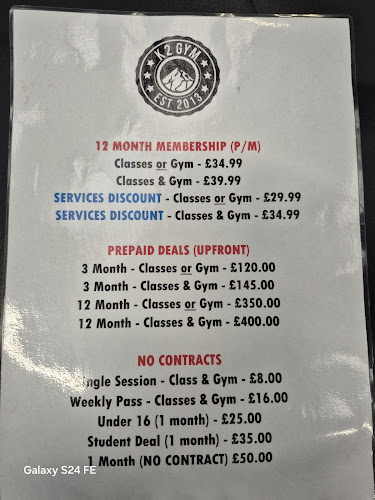 K2 GYM
EST 2013
12 MONTH MEMBERSHIP (P/M)
Classes or Gym - £34.99
Classes & Gym - £39.99
SERVICES DISCOUNT - Classes or Gym - £29.99
SERVICES DISCOUNT - Classes & Gym - £34.99
PREPAID DEALS (UPFRONT)
3 Month - Classes or Gym - £120.00
3 Month - Classes & Gym - £145.00
12 Month - Classes or Gym - £350.00
12 Month - Classes & Gym - £400.00
NO CONTRACTS
ngle Session - Class & Gym - £8.00
Weekly Pass - Classes & Gym - £16.00
Under 16 (1 month) - £25.00
Student Deal (1 month) - £35.00
1 Month (NO CONTRACT) £50.00
Galaxy S24 FE